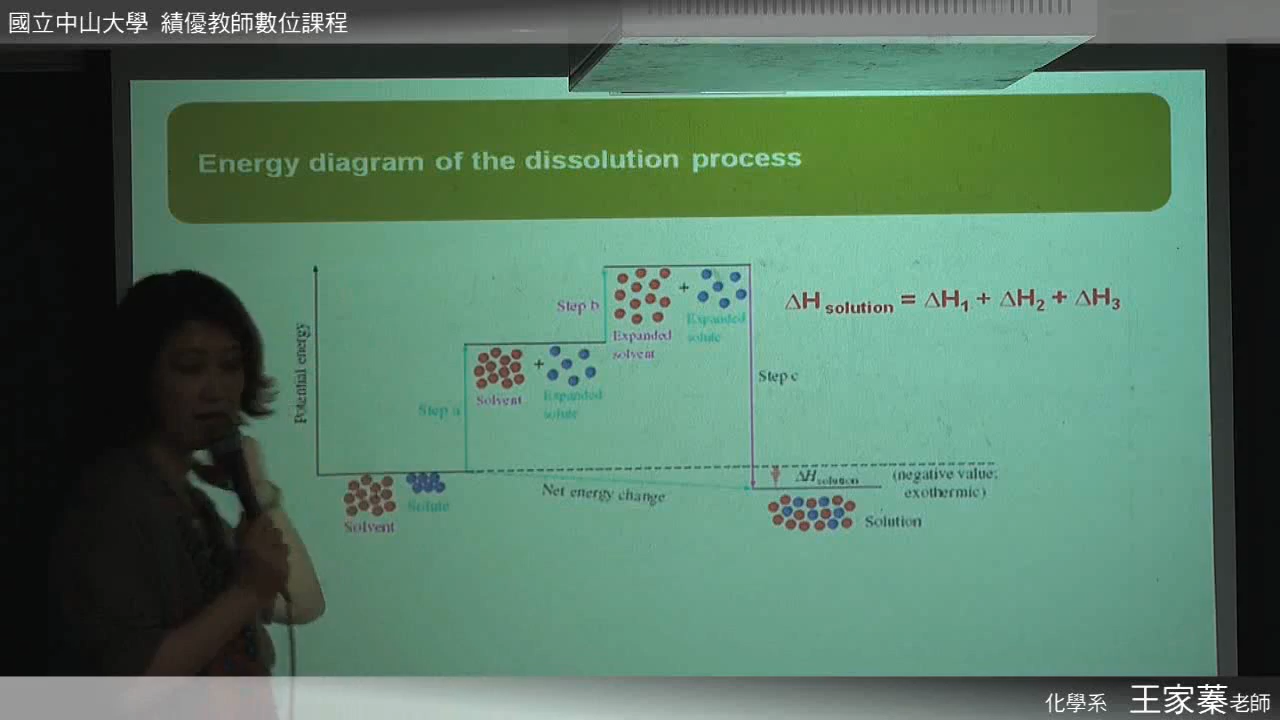 國立中山大學 績優教師數位課程
Energy diagram of the dissolution process
Potential energy
Step a
Solvent
Solute
Solvent
+
Expanded
solute
Step b
Expanded
solvent
+
Expanded
solute
Step c
ΔH solution = ΔH1 + ΔH2 + ΔH3
Net energy change
ΔHsolution
(negative value:
exothermic)
Solution
化學系 王家蓁老師